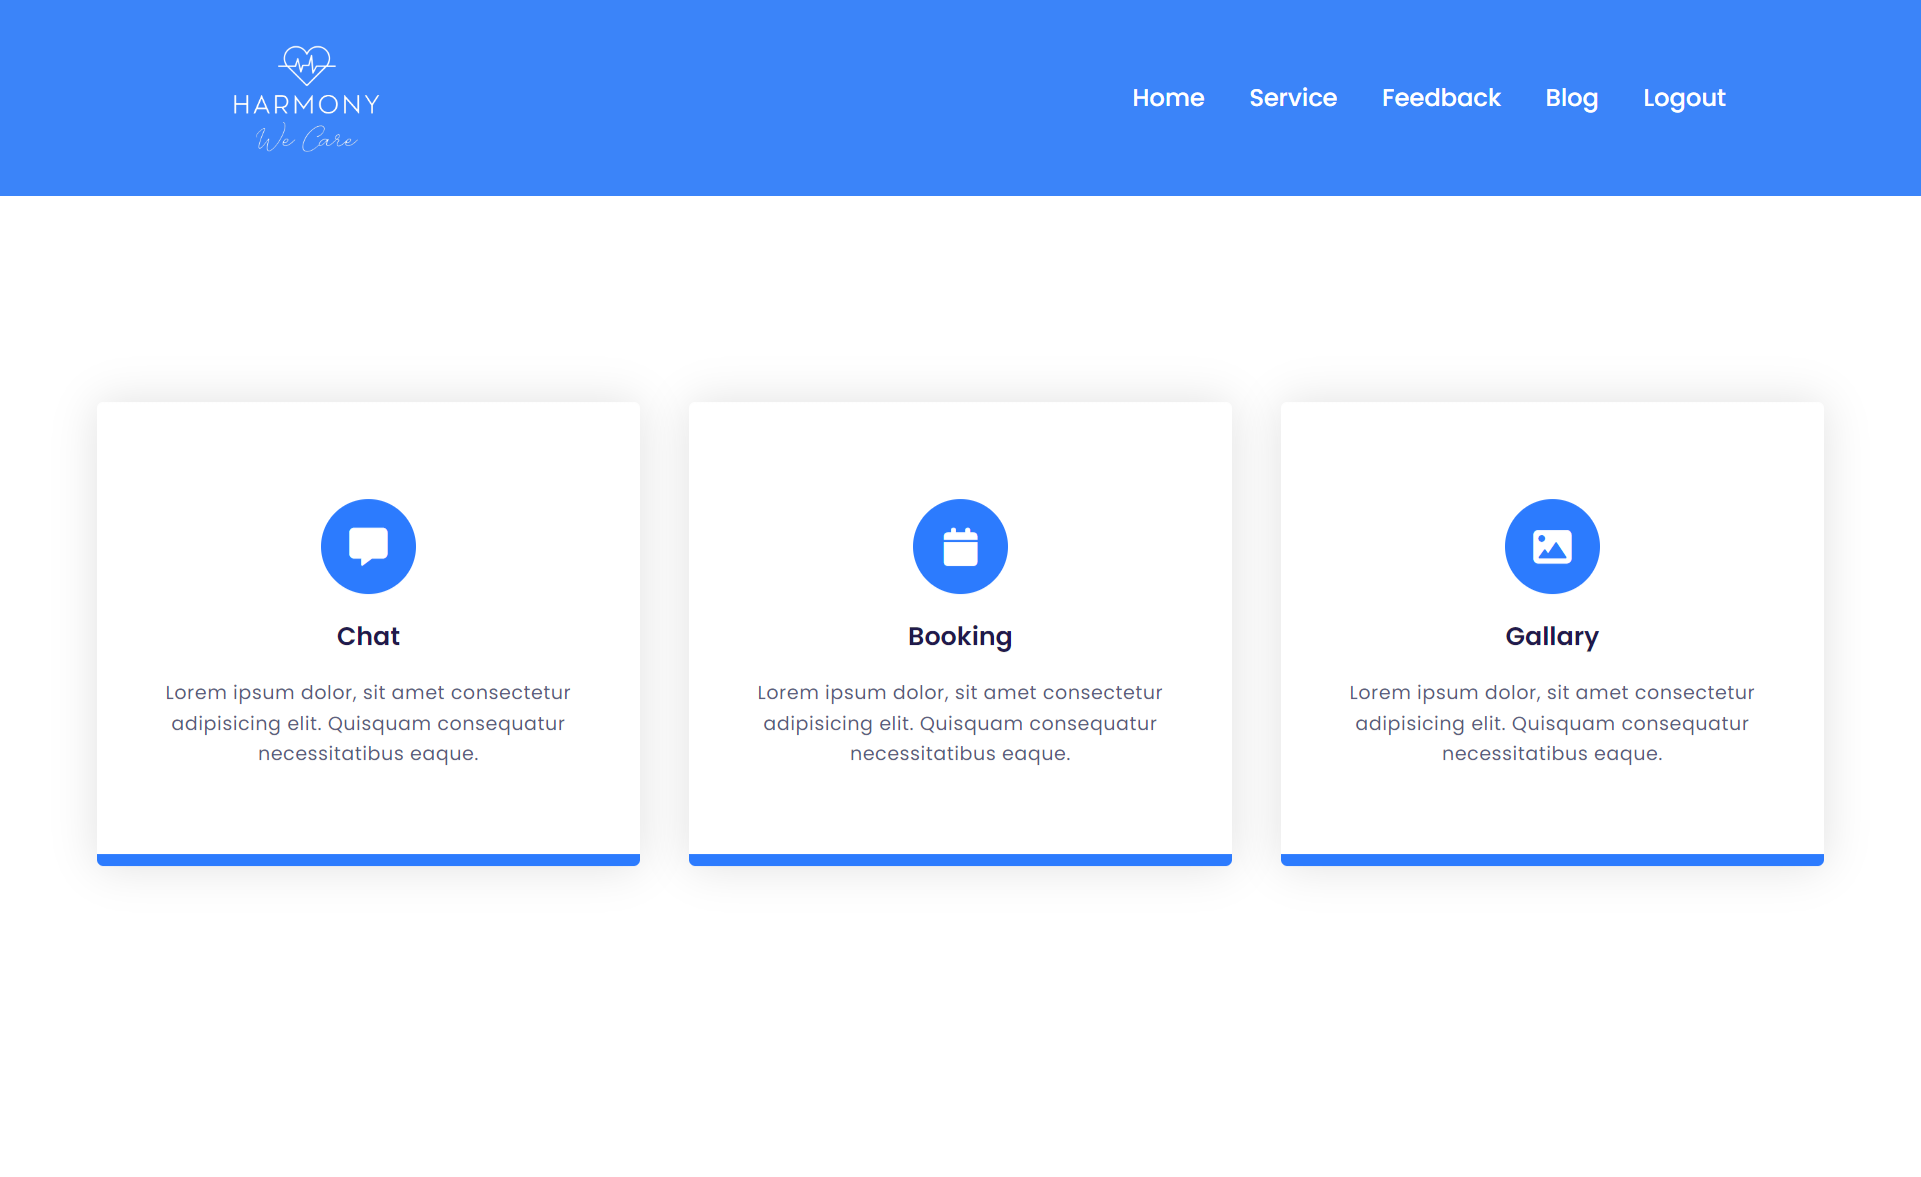 HARMONY
We Care
Home Service Feedback Blog Logout
Chat
Lorem ipsum dolor, sit amet consectetur
adipisicing elit. Quisquam consequatur
necessitatibus eaque.
Booking
Lorem ipsum dolor, sit amet consectetur
adipisicing elit. Quisquam consequatur
necessitatibus eaque.
Gallary
Lorem ipsum dolor, sit amet consectetur
adipisicing elit. Quisquam consequatur
necessitatibus eaque.